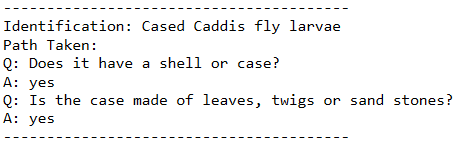 ----------------------------------------
Identification: Cased Caddis fly larvae
Path Taken:
Q: Does it have a shell or case?
A: yes
Q: Is the case made of leaves, twigs or sand stones?
A: yes
----------------------------------------